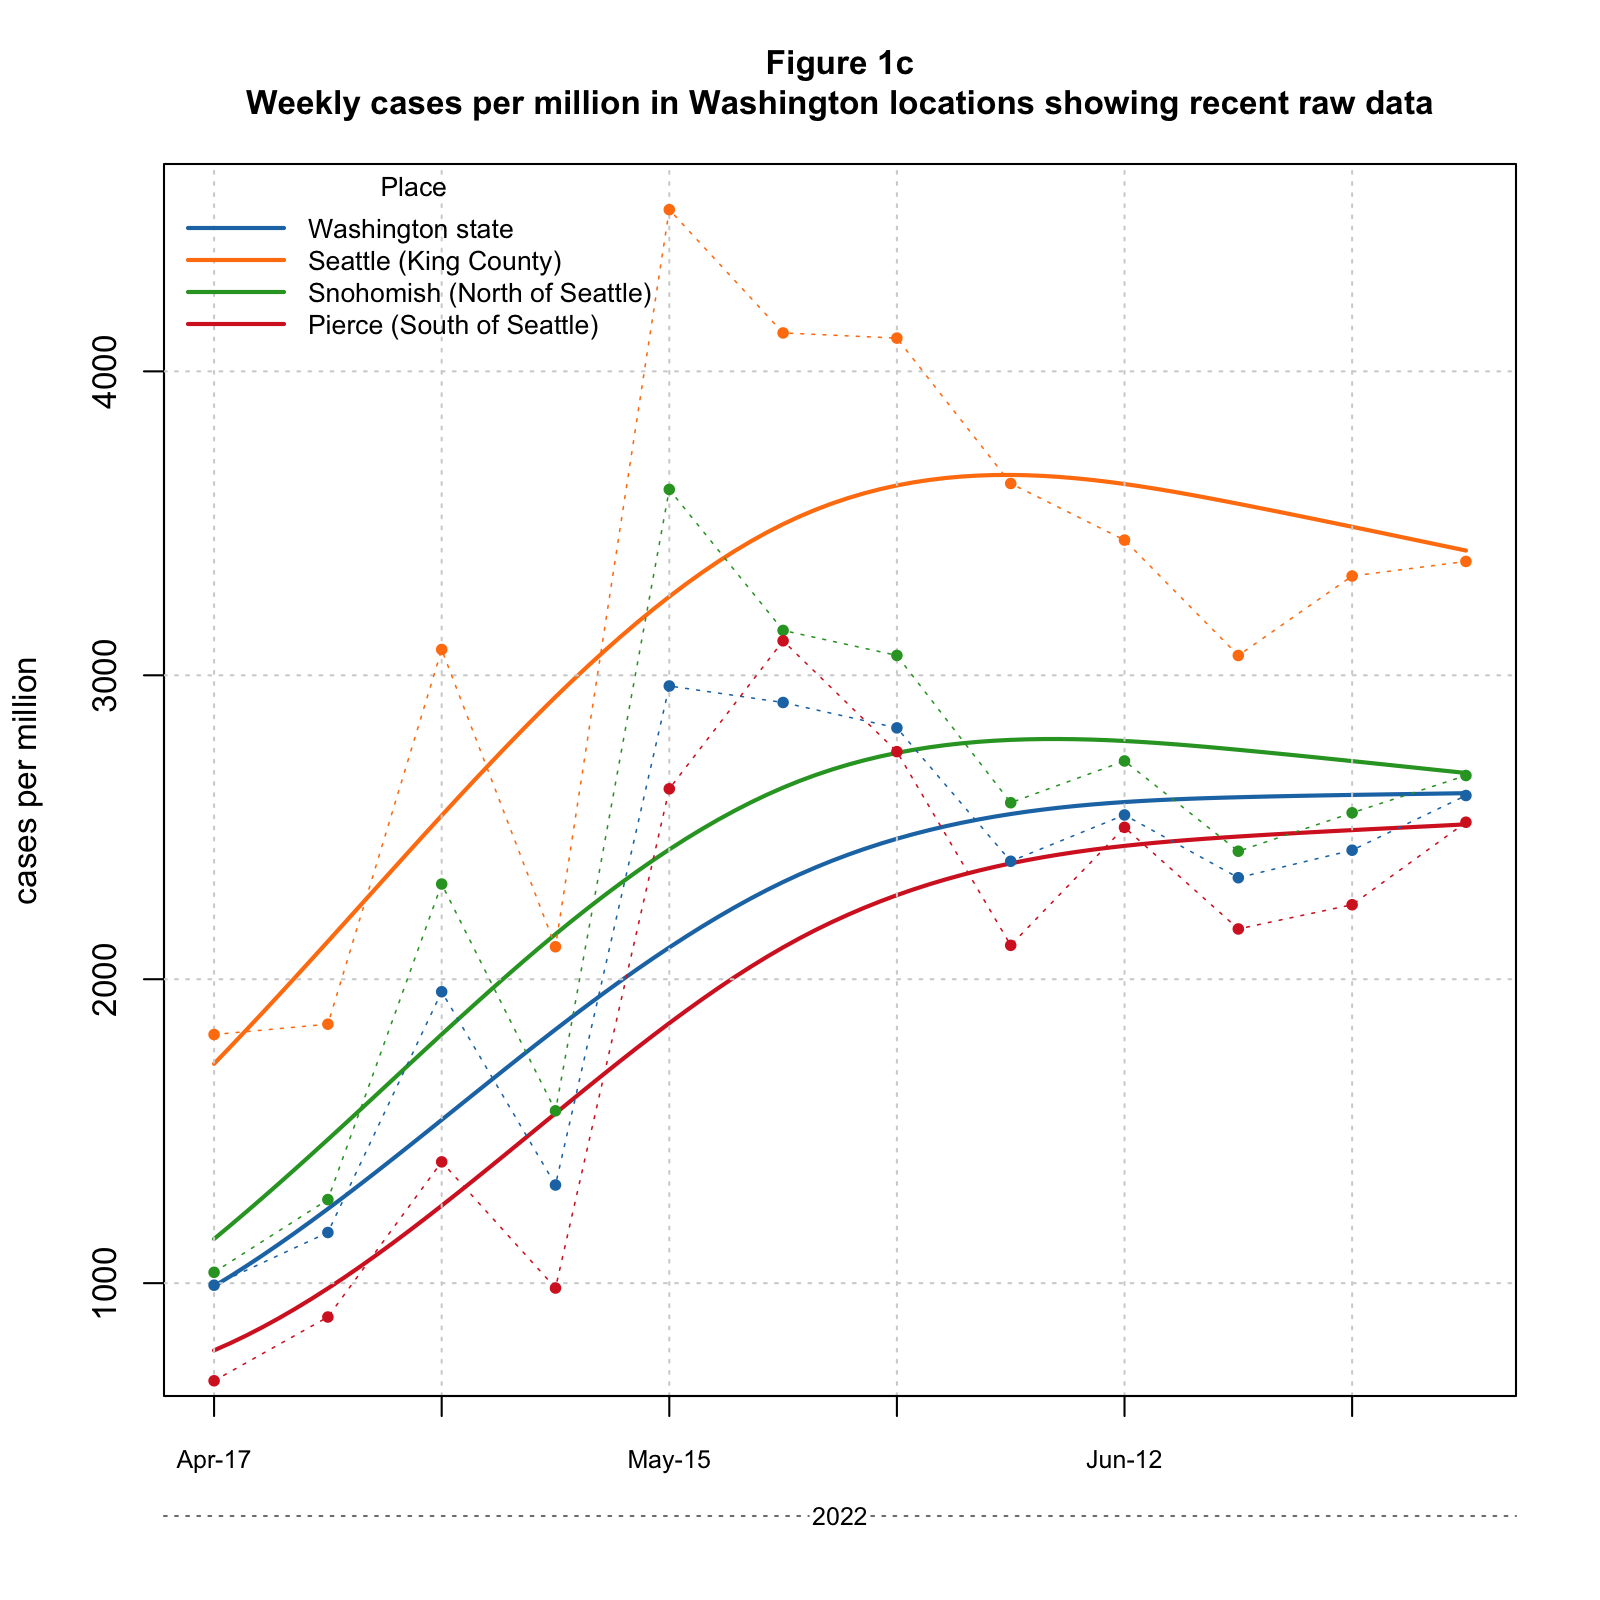 Figure 1c
Weekly cases per million in Washington locations showing recent raw data
Place
Washington state
Seattle (King County)
Snohomish (North of Seattle)
Pierce (South of Seattle)
cases per million
4000
3000
2000
1000
Apr-17
May-15
Jun-12
2022